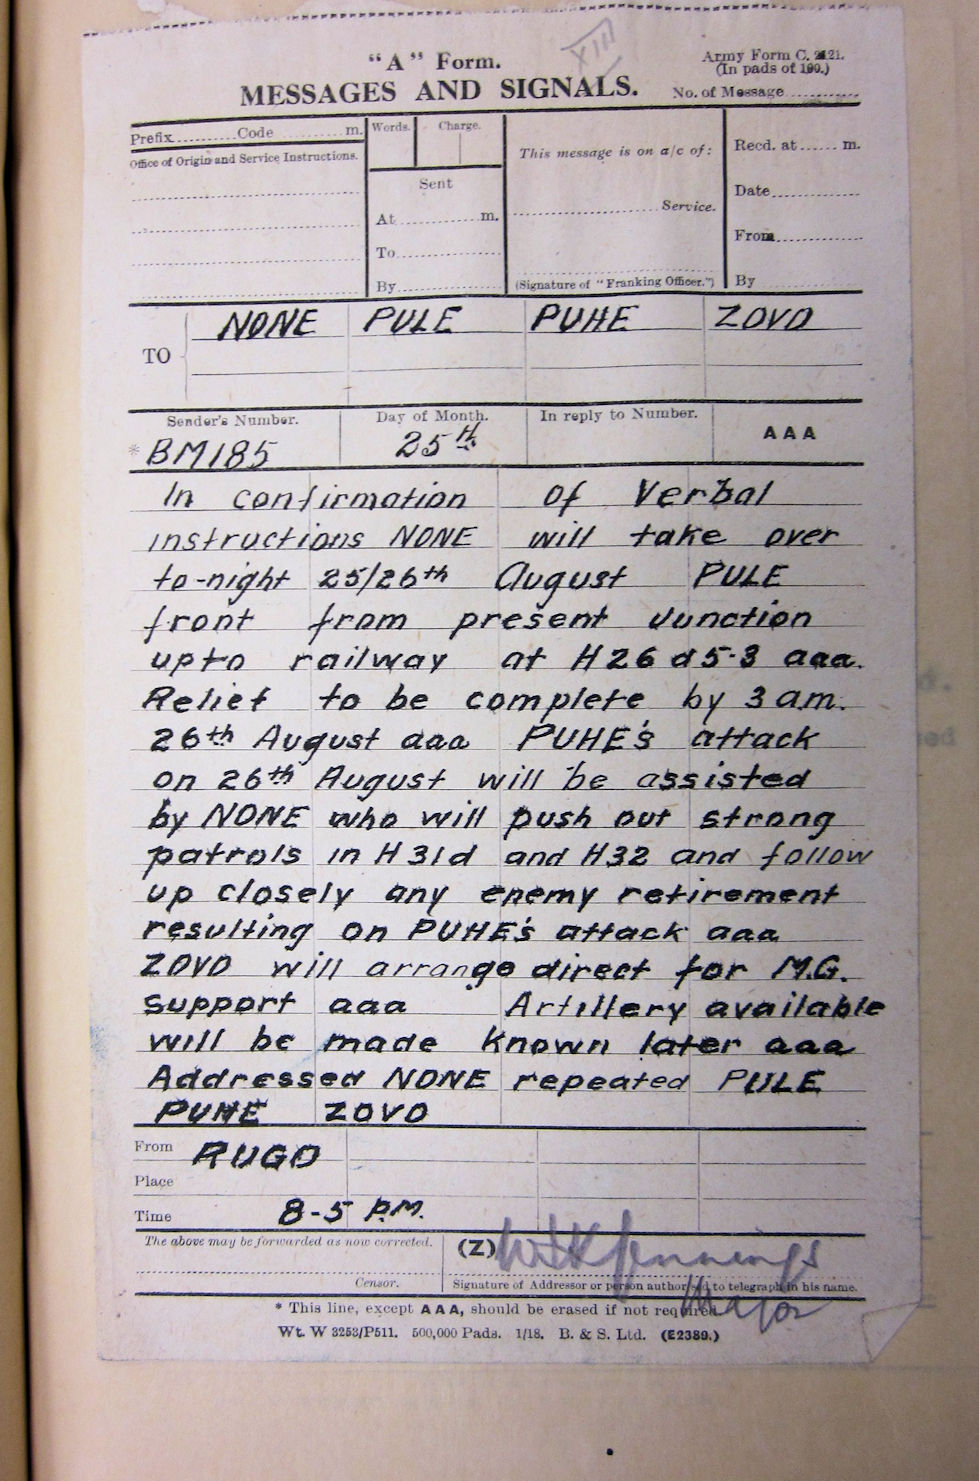 XIII
"A" Form.
Army Form C. 2121.
(In pads of 100.)
MESSAGES AND SIGNALS.
No. of Message
Prefix Code m.
Words. Charge.
This message is on a/c of:
Recd. at m.
Office of Origin and Service Instructions.
Sent
Date
At m.
Service.
From
To
By
(Signature of "Franking Officer.")
By
TO NONE PULE PUHE ZOVO
Sender's Number. Day of Month. In reply to Number.
* BM185 25th AAA
In confirmation of Verbal
instructions NONE will take over
to-night 25/26th August PULE
front from present Junction
upto railway at H26 d5-3 aaa.
Relief to be complete by 3 a.m.
26th August aaa PUHE's attack
on 26th August will be assisted
by NONE who will push out strong
patrols in H31d and H32 and follow
up closely any enemy retirement
resulting on PUHE's attack aaa
ZOVO will arrange direct for M.G.
support aaa Artillery available
will be made known later aaa
Addressed NONE repeated PULE
PUHE ZOVO
From RUGO
Place
Time 8-5 P.M.
The above may be forwarded as now corrected. (Z)
Jennings
Censor. Signature of Addressor or person authorised to telegraph in his name.
Major
* This line, except AAA, should be erased if not required.
Wt. W 3253/P511. 500,000 Pads. 1/18. B. & S. Ltd. (E2389.)